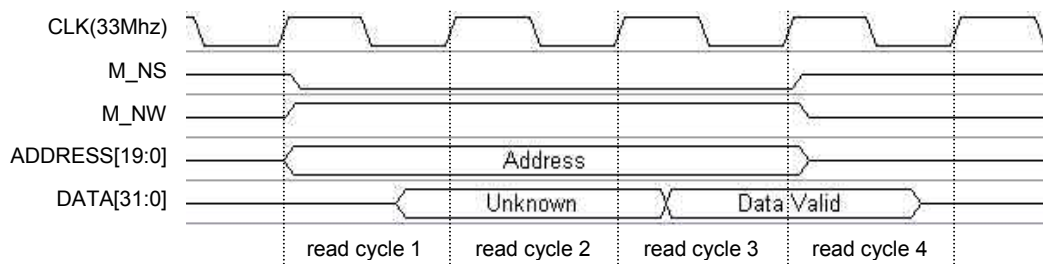 CLK(33Mhz)
M_NS
M_NW
ADDRESS[19:0]
Address
DATA[31:0]
Unknown
Data Valid
read cycle 1
read cycle 2
read cycle 3
read cycle 4